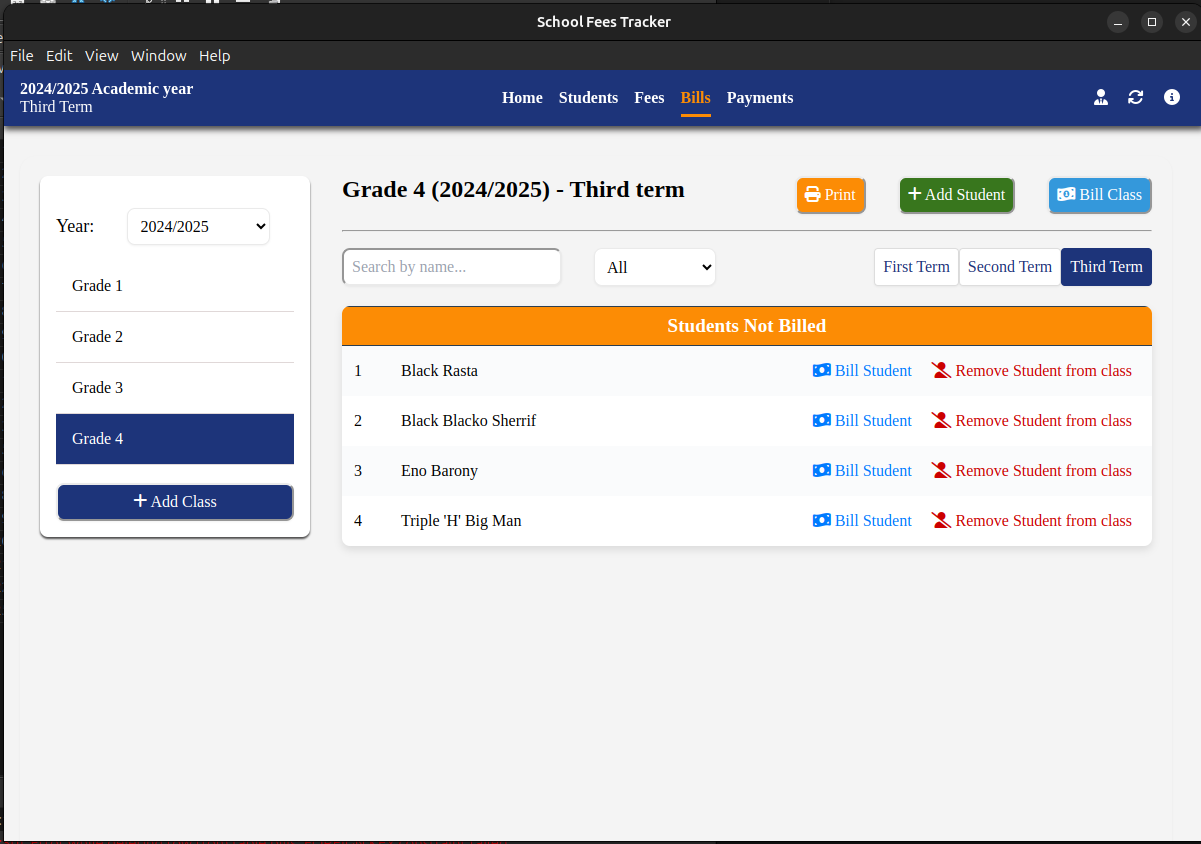 School Fees Tracker
File Edit View Window Help
2024/2025 Academic year
Third Term
Home Students Fees Bills Payments
Year: 2024/2025
Grade 1
Grade 2
Grade 3
Grade 4
+ Add Class
Grade 4 (2024/2025) - Third term
Print
+ Add Student
Bill Class
Search by name...
All
First Term Second Term Third Term
Students Not Billed
1 Black Rasta Bill Student Remove Student from class
2 Black Blacko Sherrif Bill Student Remove Student from class
3 Eno Barony Bill Student Remove Student from class
4 Triple 'H' Big Man Bill Student Remove Student from class